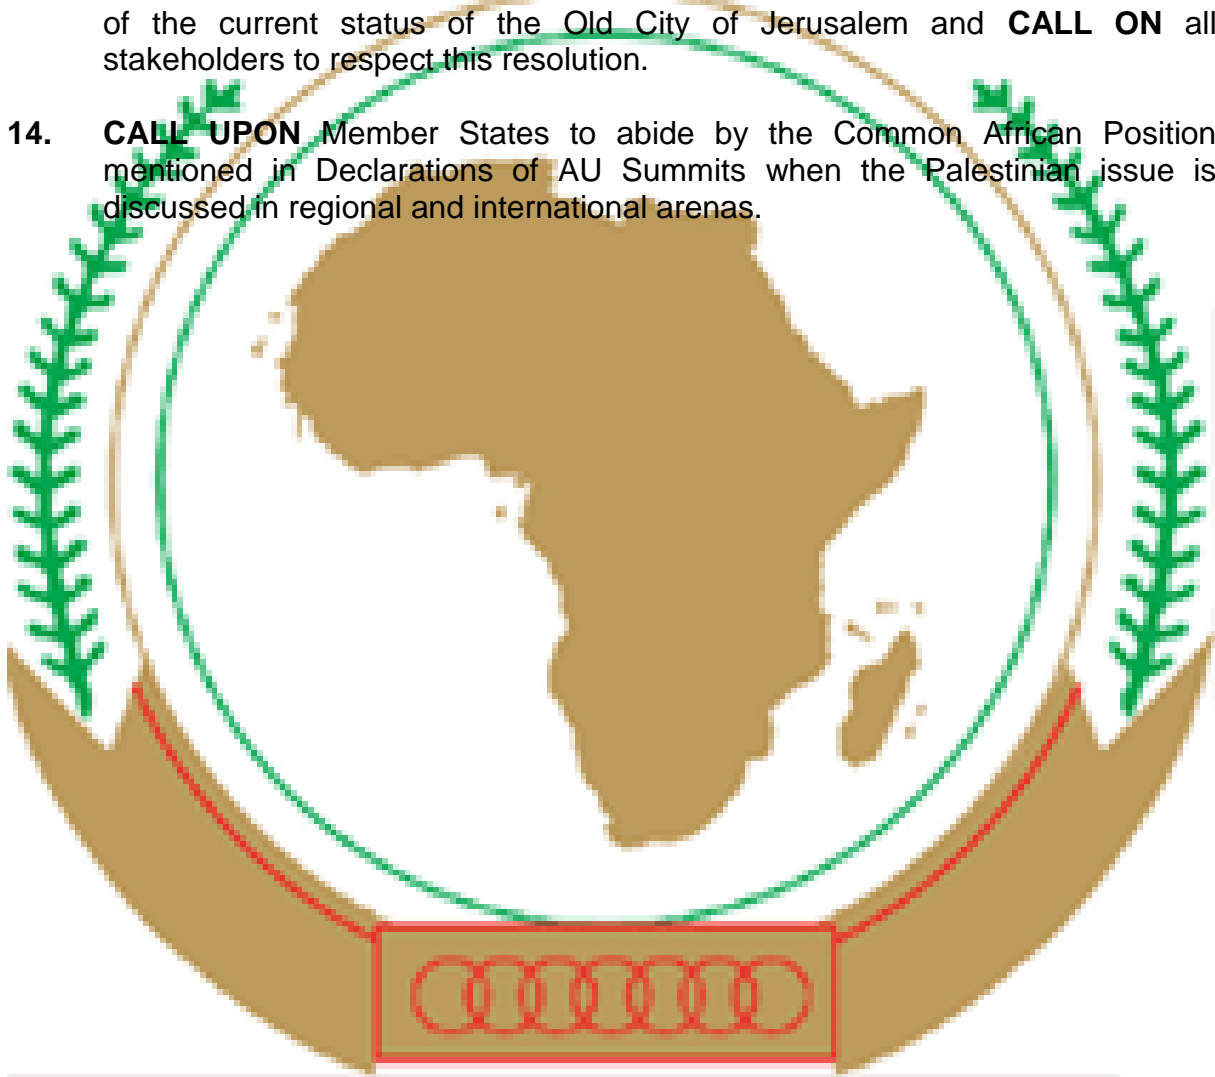 of the current status of the Old City of Jerusalem and CALL ON all
stakeholders to respect this resolution.
14. CALL UPON Member States to abide by the Common African Position
mentioned in Declarations of AU Summits when the Palestinian issue is
discussed in regional and international arenas.